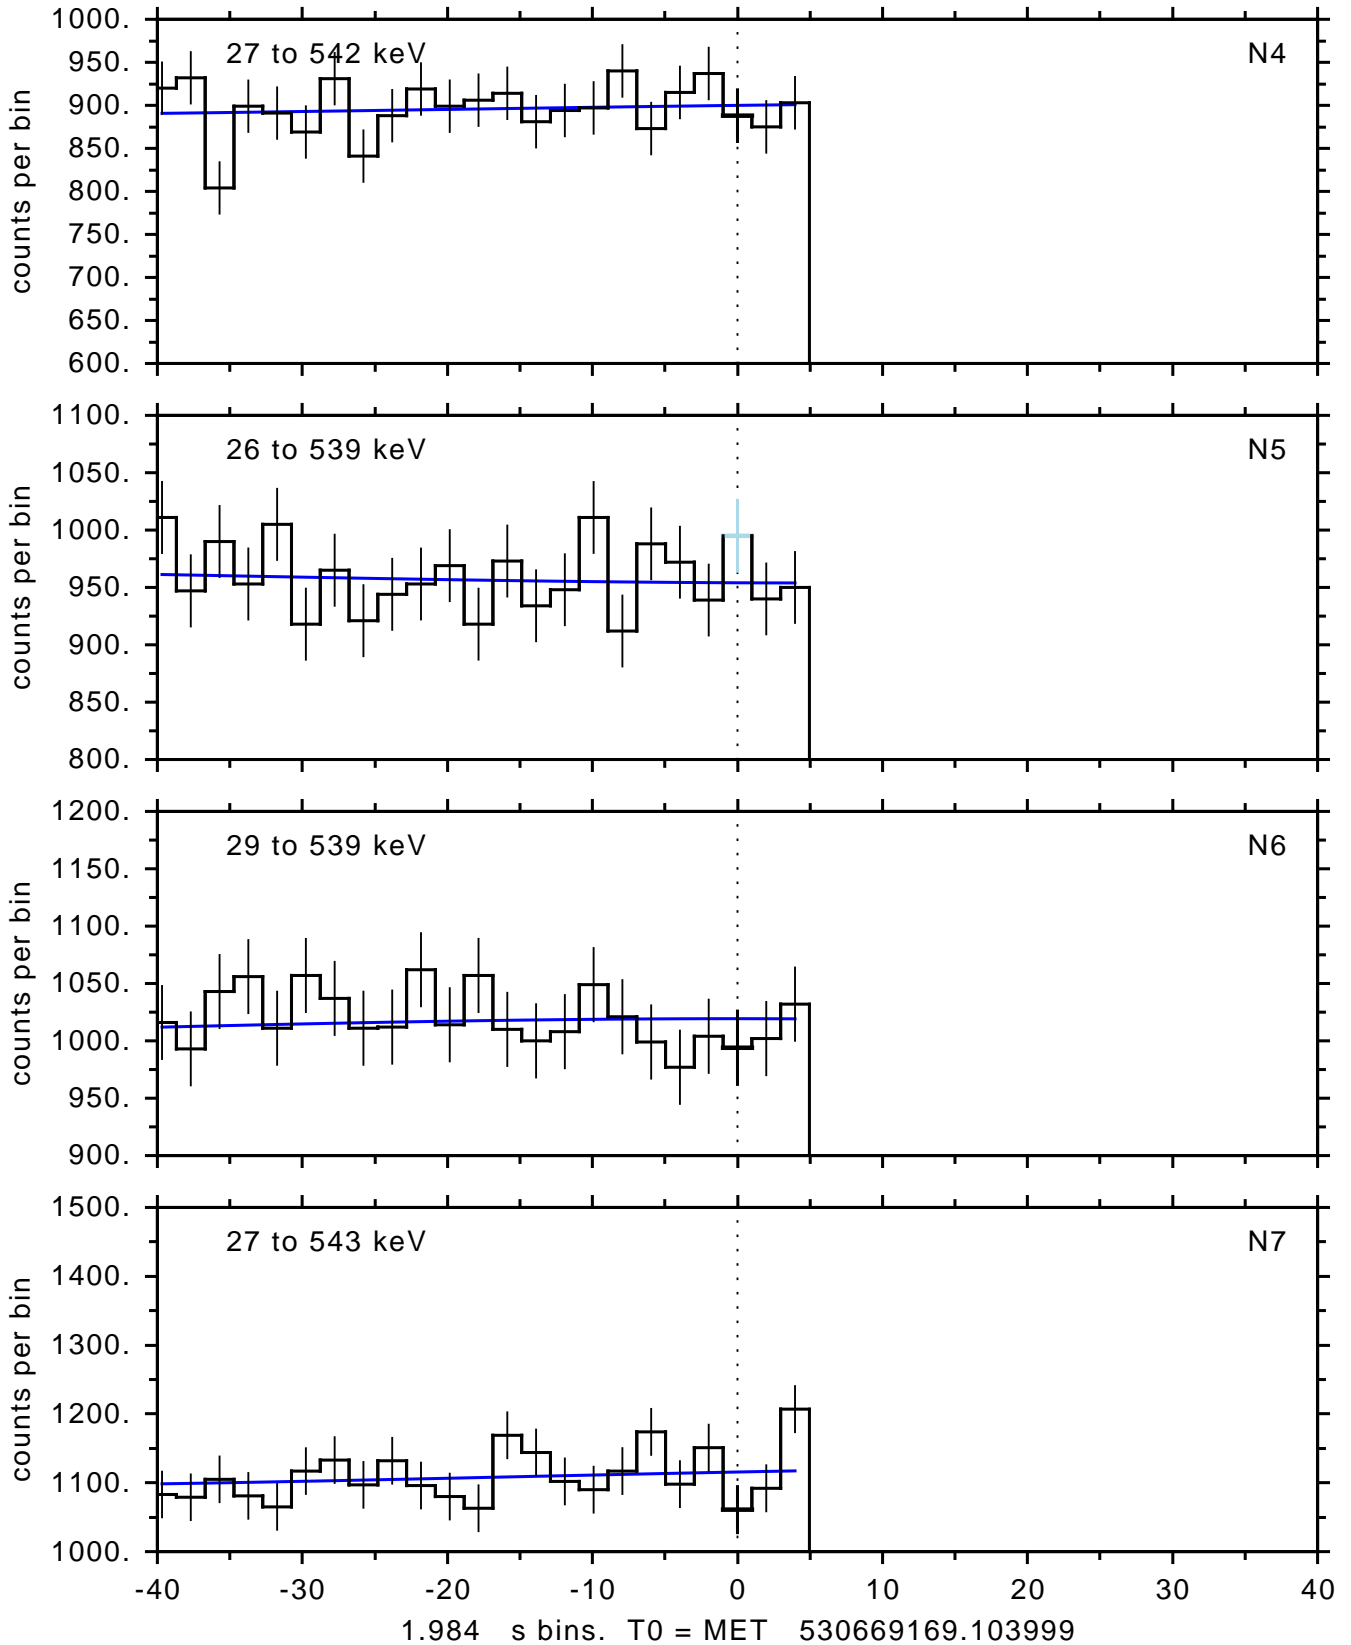 1000.
27 to 542 keV
N4
950.
900.
850.
800.
750.
700.
650.
600.
counts per bin
1100.
26 to 539 keV
N5
1050.
1000.
950.
900.
850.
800.
counts per bin
1200.
29 to 539 keV
N6
1150.
1100.
1050.
1000.
950.
900.
counts per bin
1500.
27 to 543 keV
N7
1400.
1300.
1200.
1100.
1000.
counts per bin
-40 -30 -20 -10 0 10 20 30 40
1.984 s bins. T0 = MET 530669169.103999